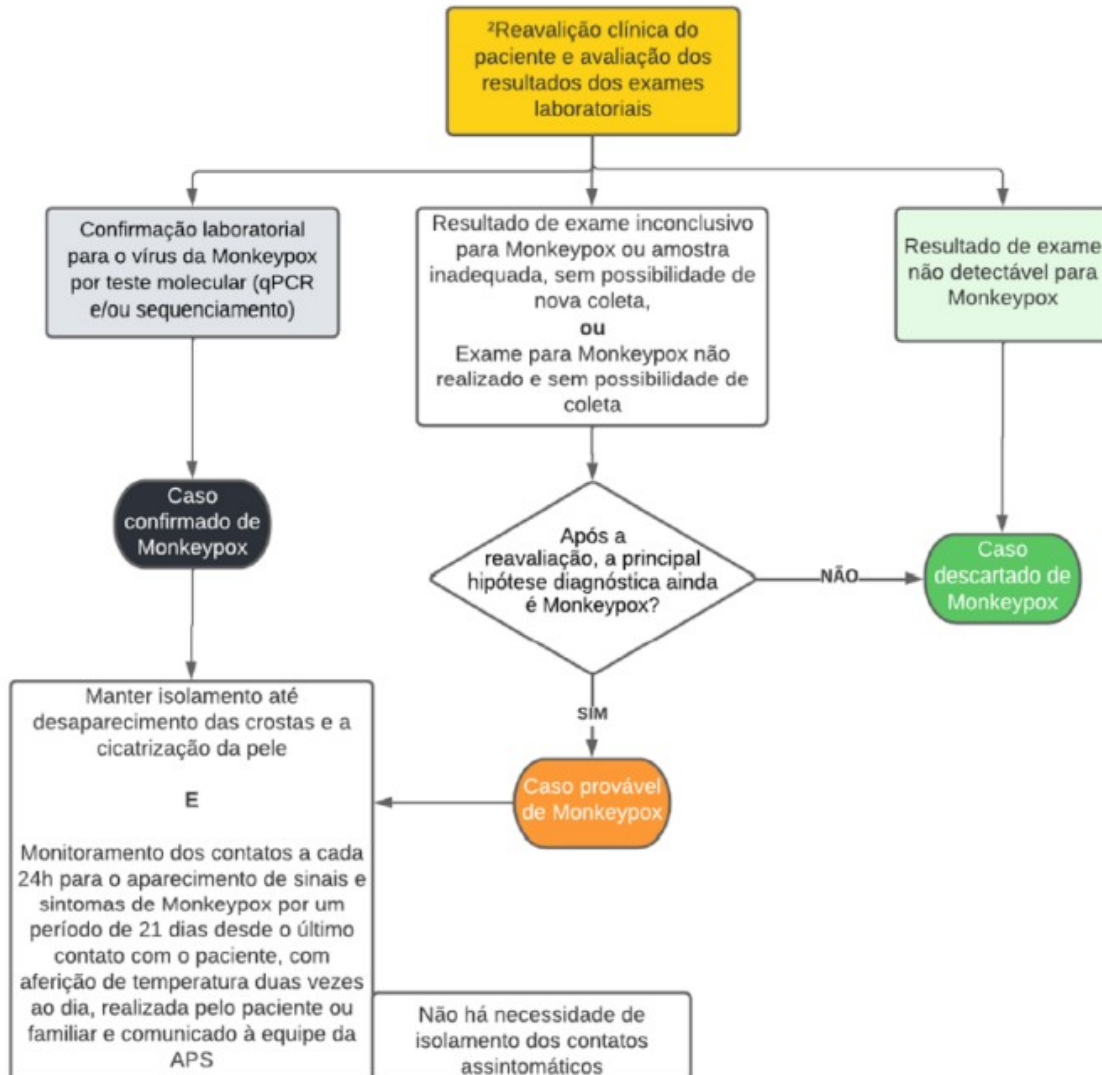 ²Reavalição clínica do
paciente e avaliação dos
resultados dos exames
laboratoriais
Confirmação laboratorial
para o vírus da Monkeypox
por teste molecular (qPCR
e/ou sequenciamento)
Resultado de exame inconclusivo
para Monkeypox ou amostra
inadequada, sem possibilidade de
nova coleta,
ou
Exame para Monkeypox não
realizado e sem possibilidade de
coleta
Resultado de exame
não detectável para
Monkeypox
Caso
confirmado de
Monkeypox
Após a
reavaliação, a principal
hipótese diagnóstica ainda
é Monkeypox?
NÃO
Caso
descartado de
Monkeypox
SIM
Caso provável
de Monkeypox
Manter isolamento até
desaparecimento das crostas e a
cicatrização da pele
E
Monitoramento dos contatos a cada
24h para o aparecimento de sinais e
sintomas de Monkeypox por um
período de 21 dias desde o último
contato com o paciente, com
aferição de temperatura duas vezes
ao dia, realizada pelo paciente ou
familiar e comunicado à equipe da
APS
Não há necessidade de
isolamento dos contatos
assintomáticos